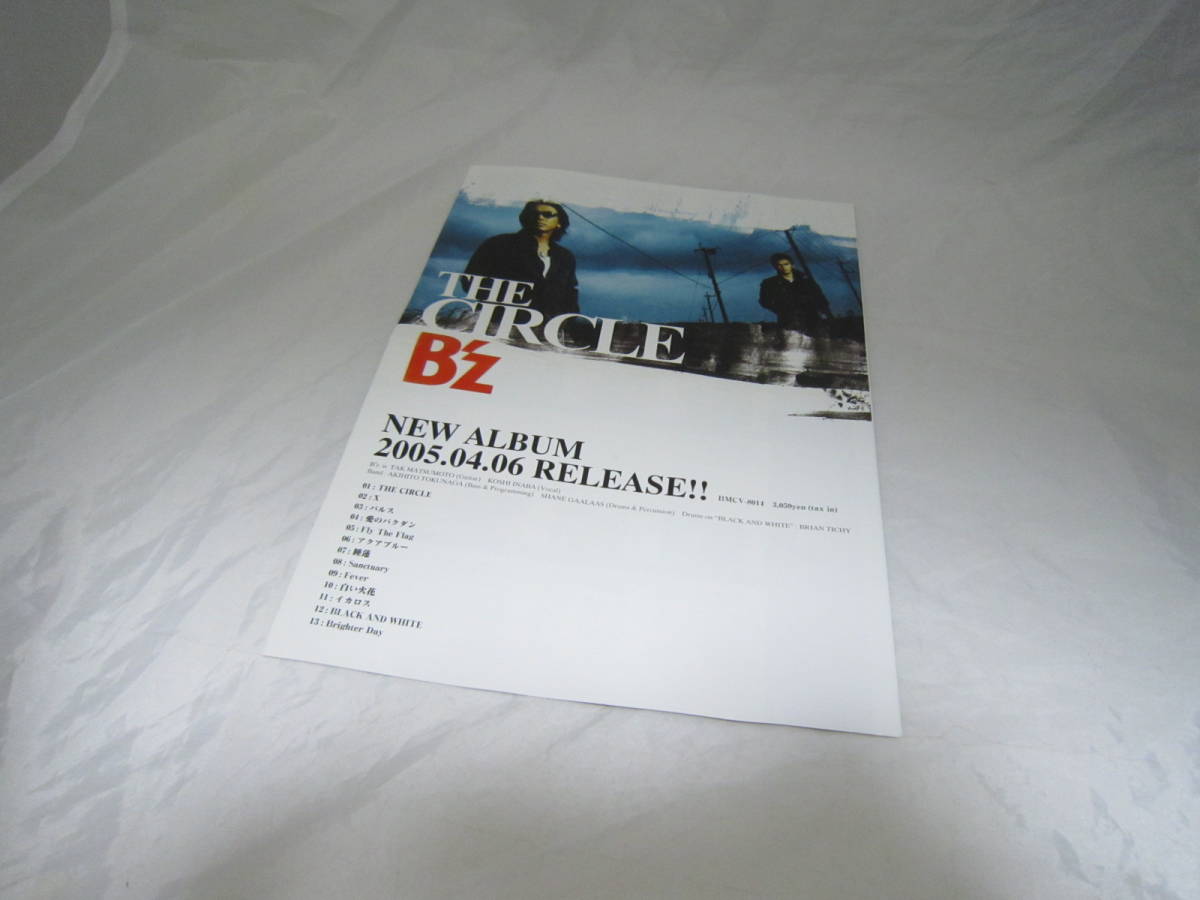 THE
CIRCLE
B'z
NEW ALBUM
2005.04.06 RELEASE!! BMCV-8014 3,059yen (tax in)
B'z is TAK MATSUMOTO (Guitar) KOSHI INABA (Vocal)
Band: AKIHITO TOKUNAGA (Bass & Programming) SHANE GAALAAS (Drums & Percussion) Drums on "BLACK AND WHITE": BRIAN TICHY
01 : THE CIRCLE
02 : X
03 : パルス
04 : 愛のバクダン
05 : Fly The Flag
06 : アクアブルー
07 : 睡蓮
08 : Sanctuary
09 : Fever
10 : 白い火花
11 : イカロス
12 : BLACK AND WHITE
13 : Brighter Day